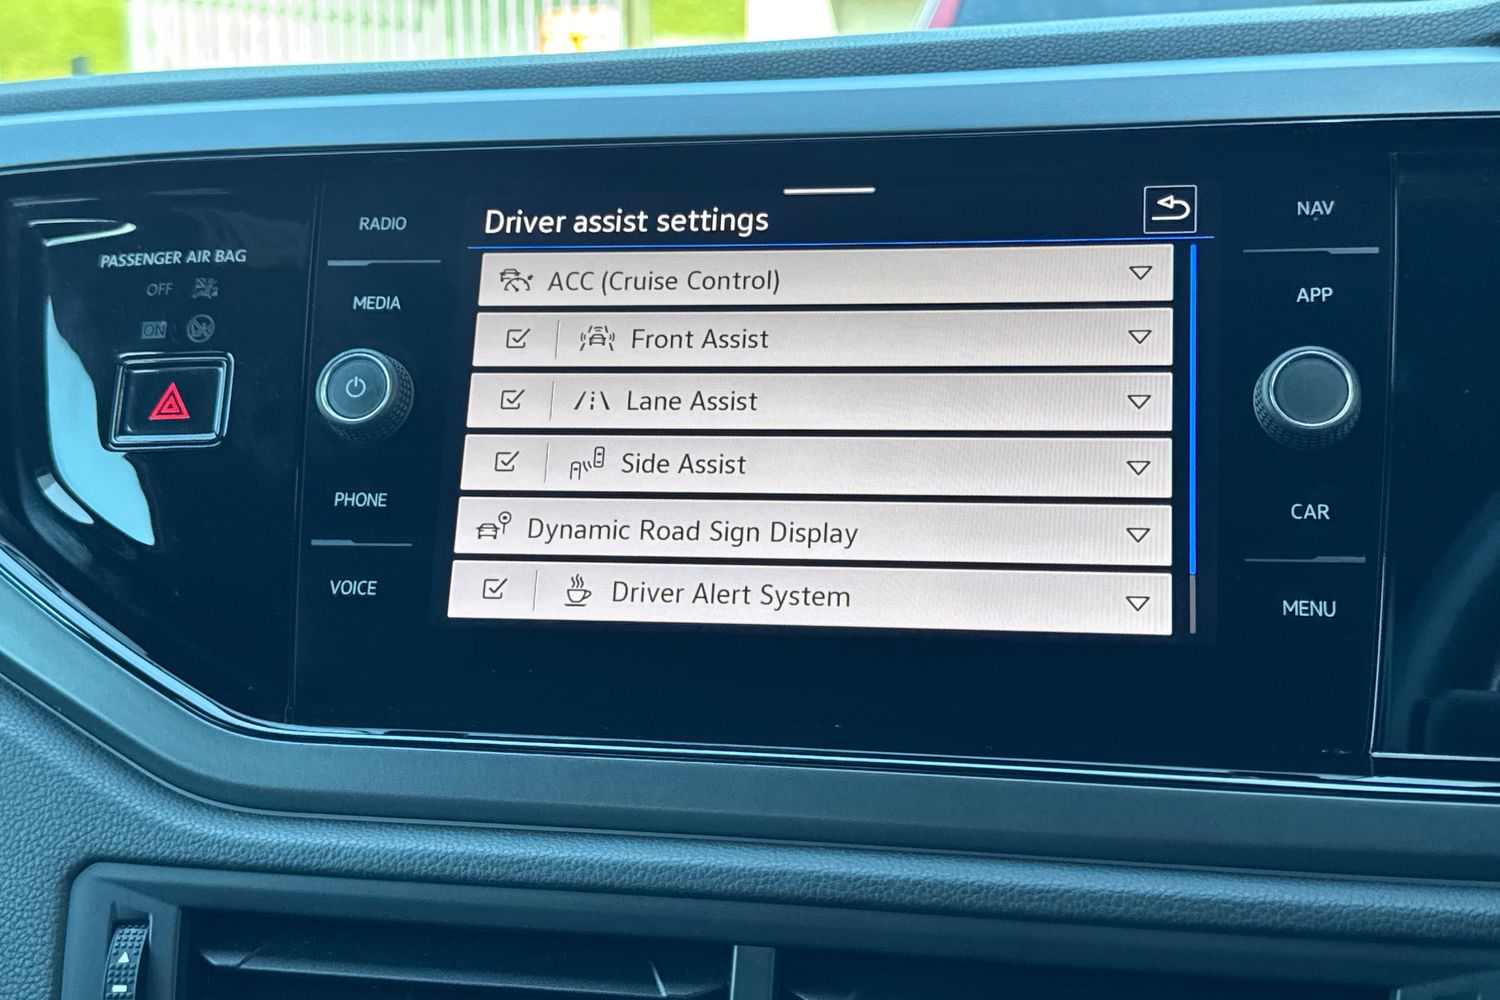 PASSENGER AIR BAG
OFF
ON
RADIO
MEDIA
PHONE
VOICE
Driver assist settings
ACC (Cruise Control)
Front Assist
Lane Assist
Side Assist
Dynamic Road Sign Display
Driver Alert System
NAV
APP
CAR
MENU